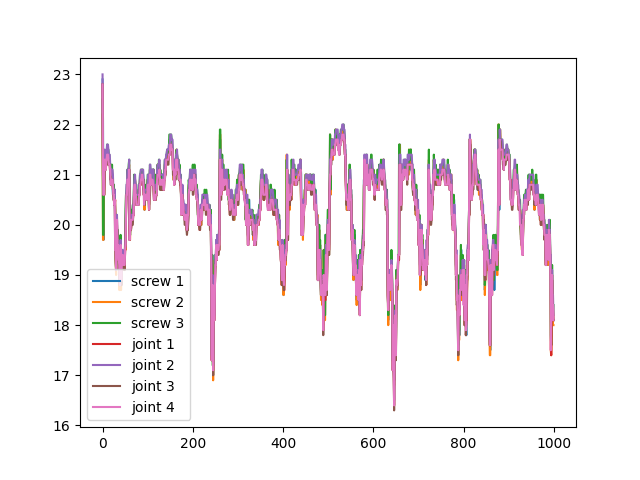 23
22
21
20
19
18
17
16
screw 1
screw 2
screw 3
joint 1
joint 2
joint 3
joint 4
0 200 400 600 800 1000